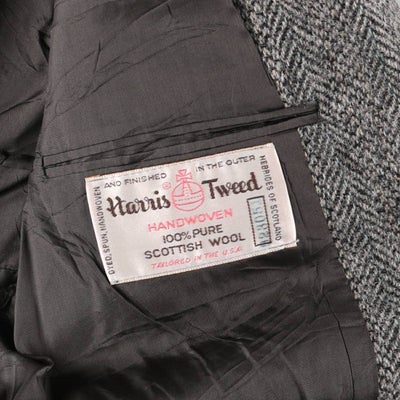 DYED, SPUN, HANDWOVEN
AND FINISHED IN THE OUTER
HEBRIDES OF SCOTLAND
Harris® Tweed
HANDWOVEN
100% PURE
SCOTTISH WOOL
TAILORED IN THE U.S.A.